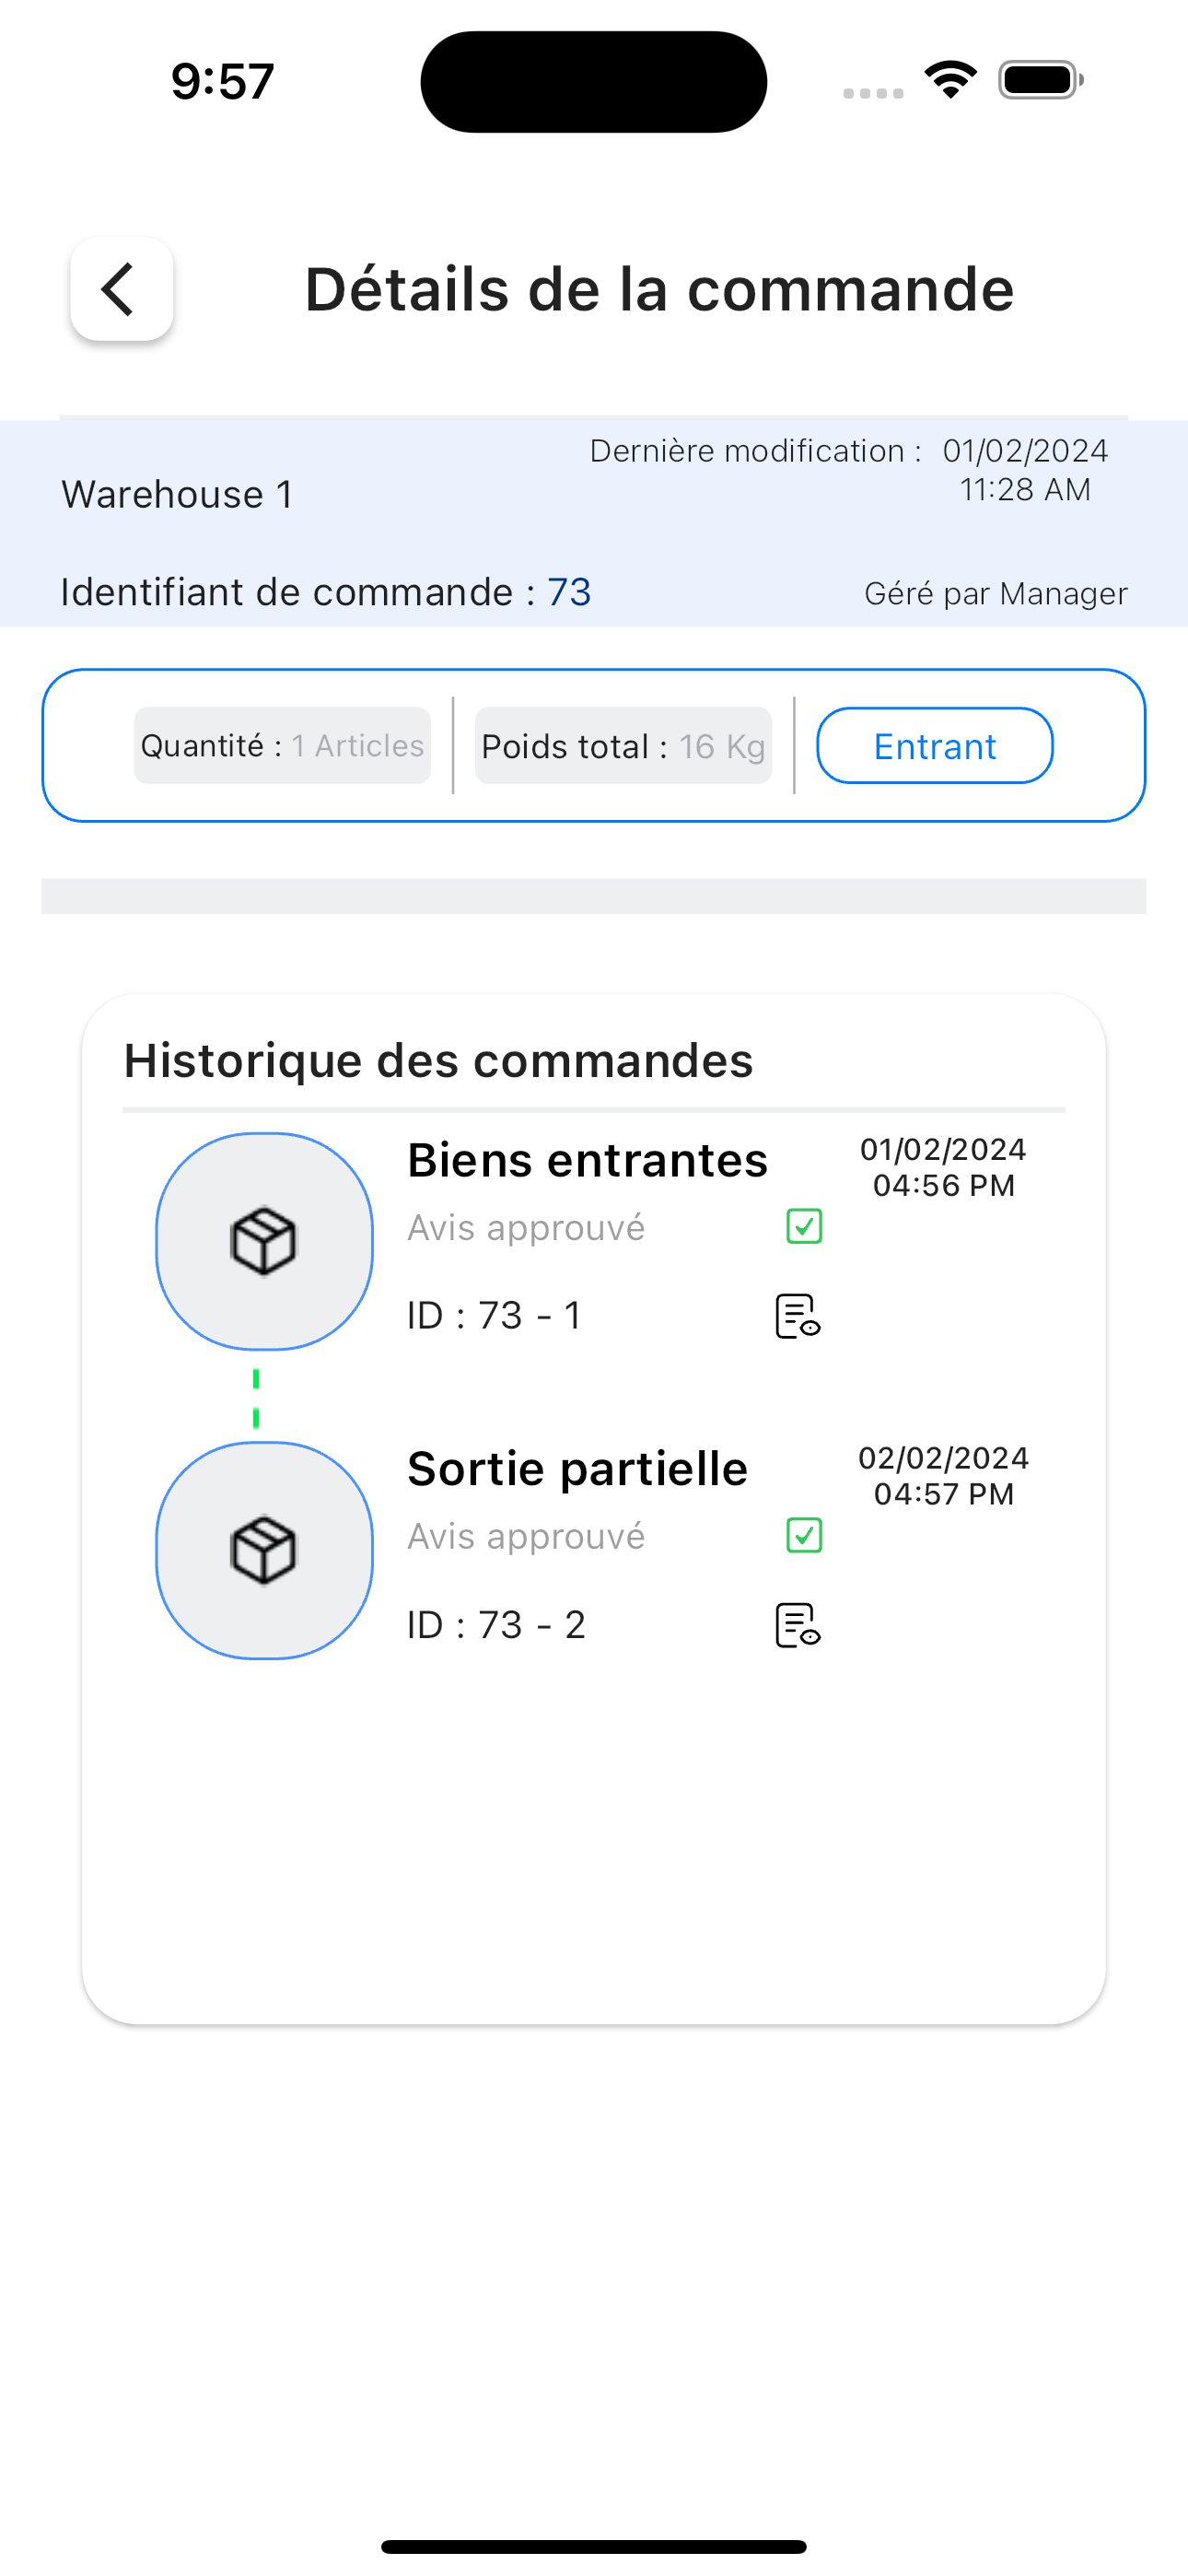 9:57
Détails de la commande
Dernière modification : 01/02/2024
11:28 AM
Warehouse 1
Identifiant de commande : 73
Géré par Manager
Quantité : 1 Articles
Poids total : 16 Kg
Entrant
Historique des commandes
Biens entrantes
01/02/2024
04:56 PM
Avis approuvé
ID : 73 - 1
Sortie partielle
02/02/2024
04:57 PM
Avis approuvé
ID : 73 - 2